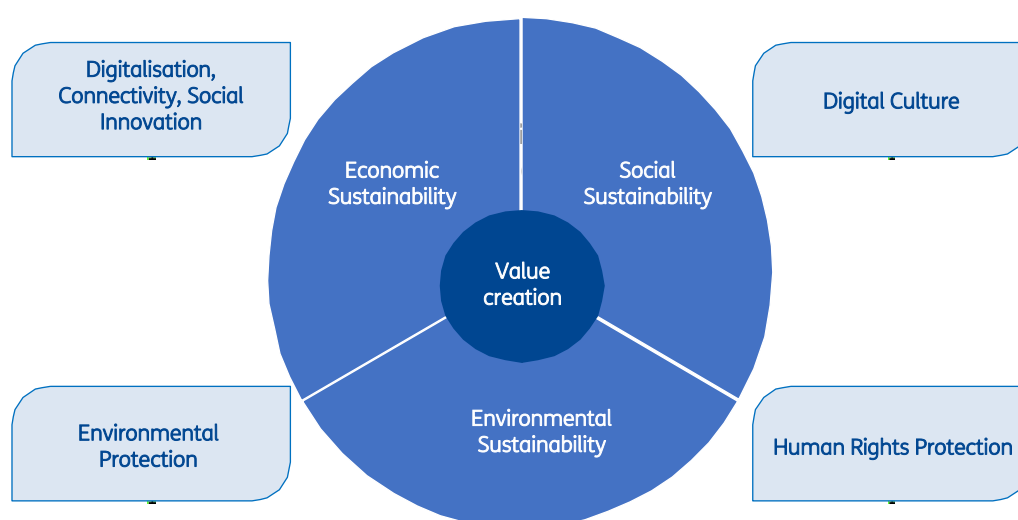 Digitalisation,
Connectivity, Social
Innovation
Digital Culture
Economic
Sustainability
Social
Sustainability
Value
creation
Environmental
Sustainability
Environmental
Protection
Human Rights Protection